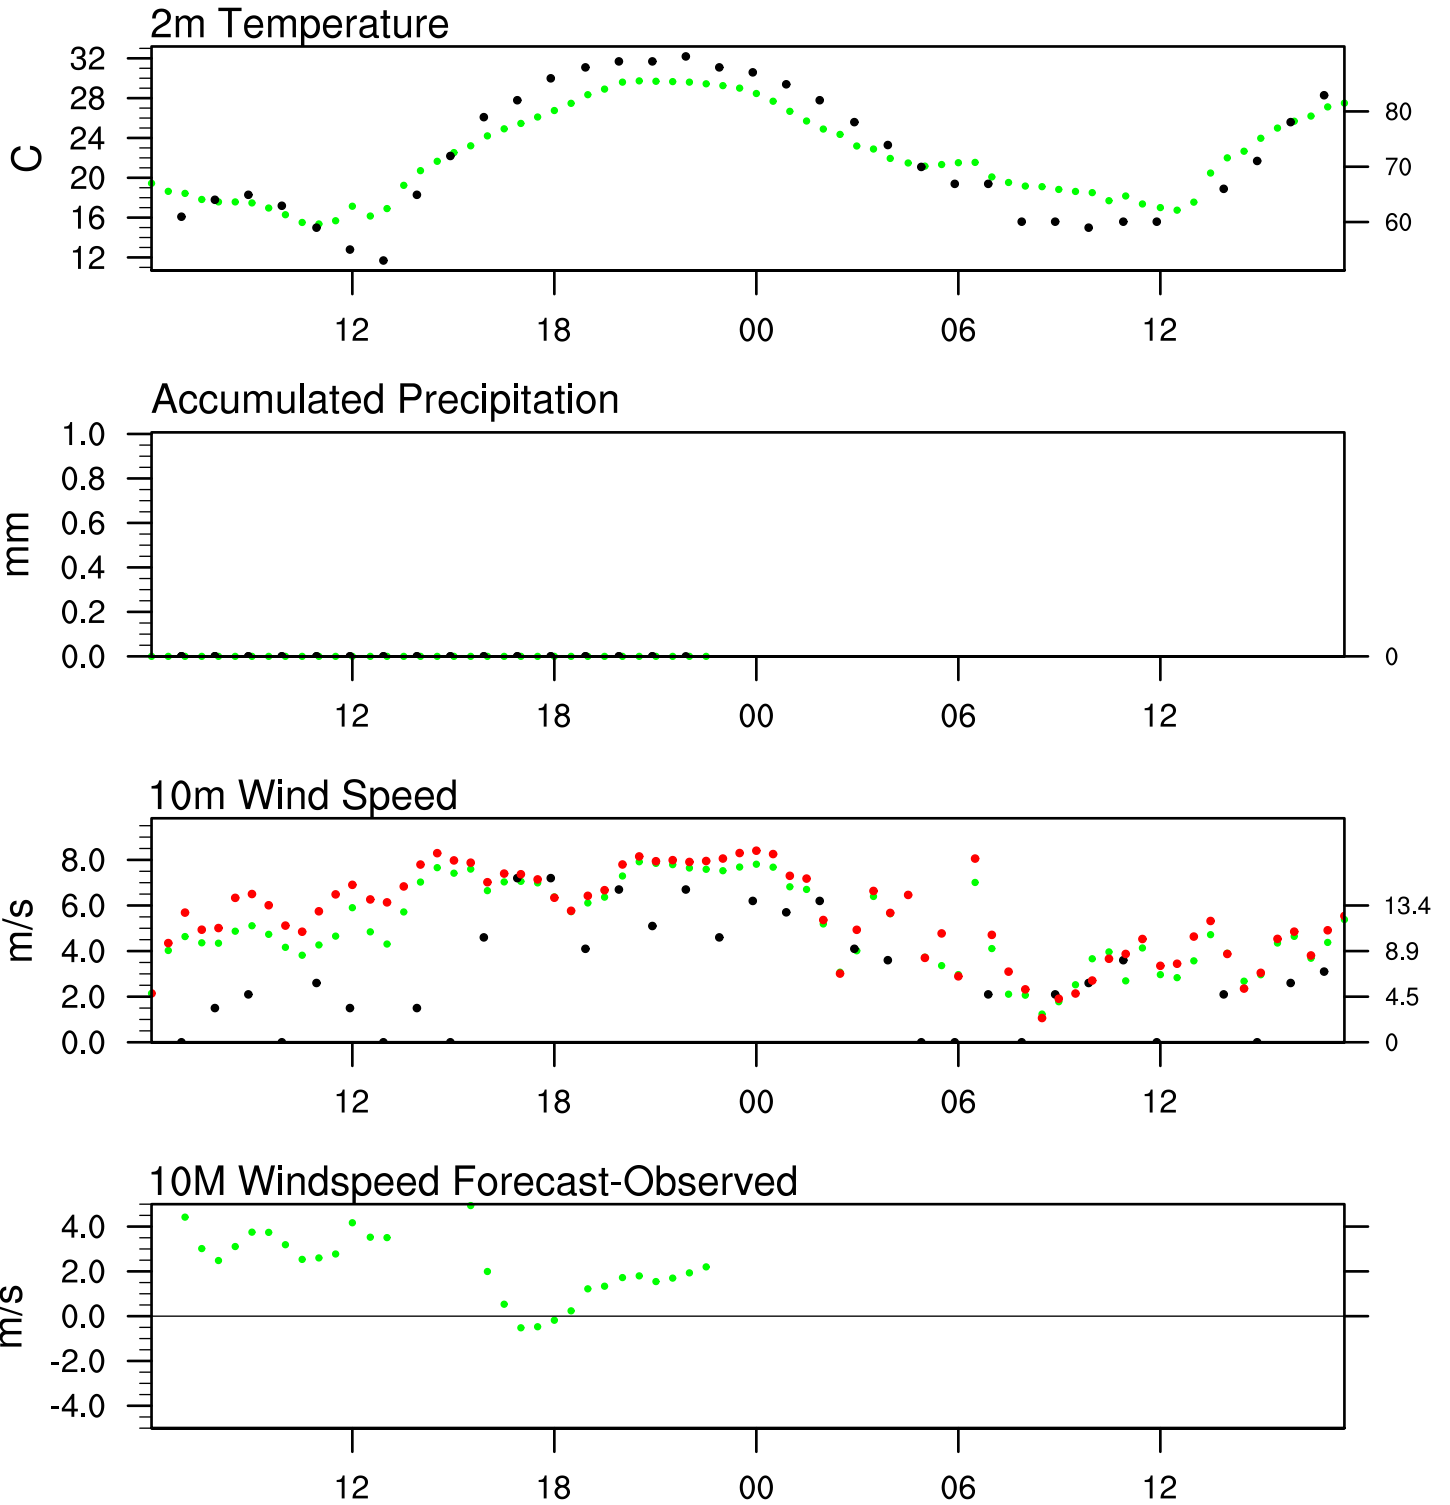 2m Temperature
32
28
24
20
16
12
C
80
70
60
12 18 00 06 12
Accumulated Precipitation
1.0
0.8
0.6
0.4
0.2
0.0
mm
0
12 18 00 06 12
10m Wind Speed
8.0
6.0
4.0
2.0
0.0
m/s
13.4
8.9
4.5
0
12 18 00 06 12
10M Windspeed Forecast-Observed
4.0
2.0
0.0
-2.0
-4.0
m/s
12 18 00 06 12